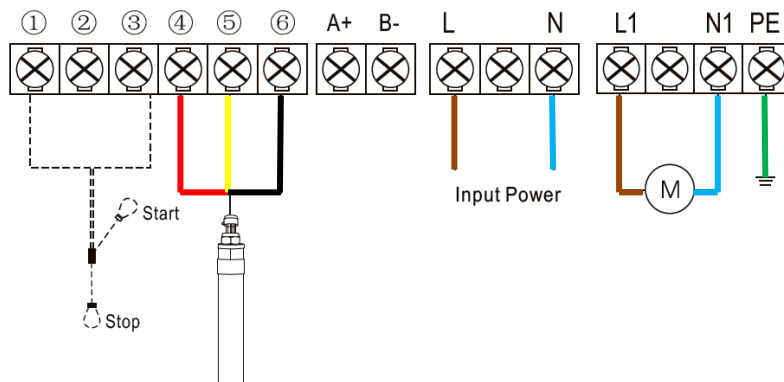 ① ② ③ ④ ⑤ ⑥ A+ B- L N L1 N1 PE
Start
Stop
Input Power
M